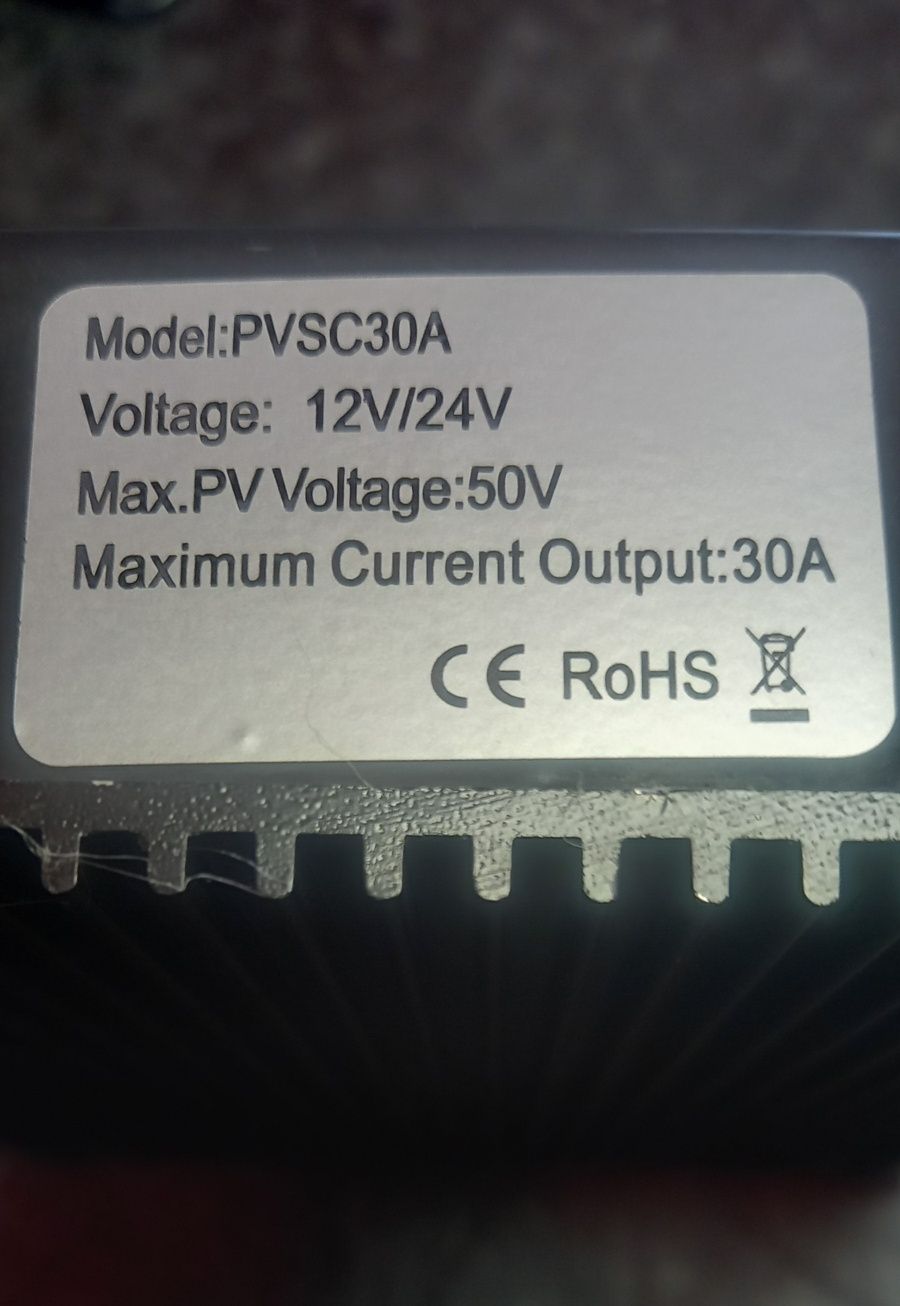 Model:PVSC30A
Voltage: 12V/24V
Max.PV Voltage:50V
Maximum Current Output:30A
CE RoHS